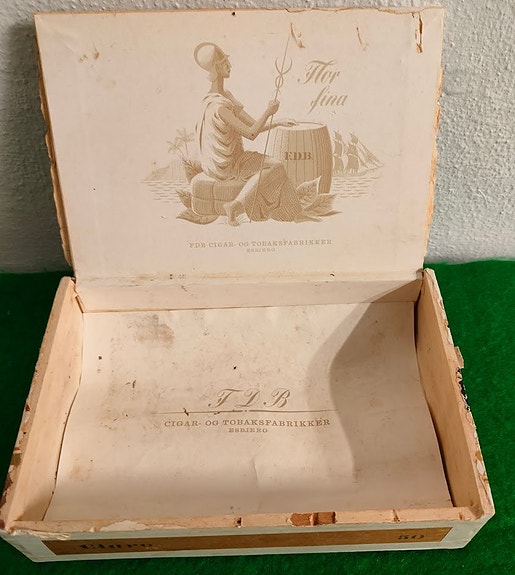 Flor
fina
F.D.B.
FDB CIGAR- OG TOBAKSFABRIKKER
ESBJERG
F D B
CIGAR- OG TOBAKSFABRIKKER
ESBJERG
50